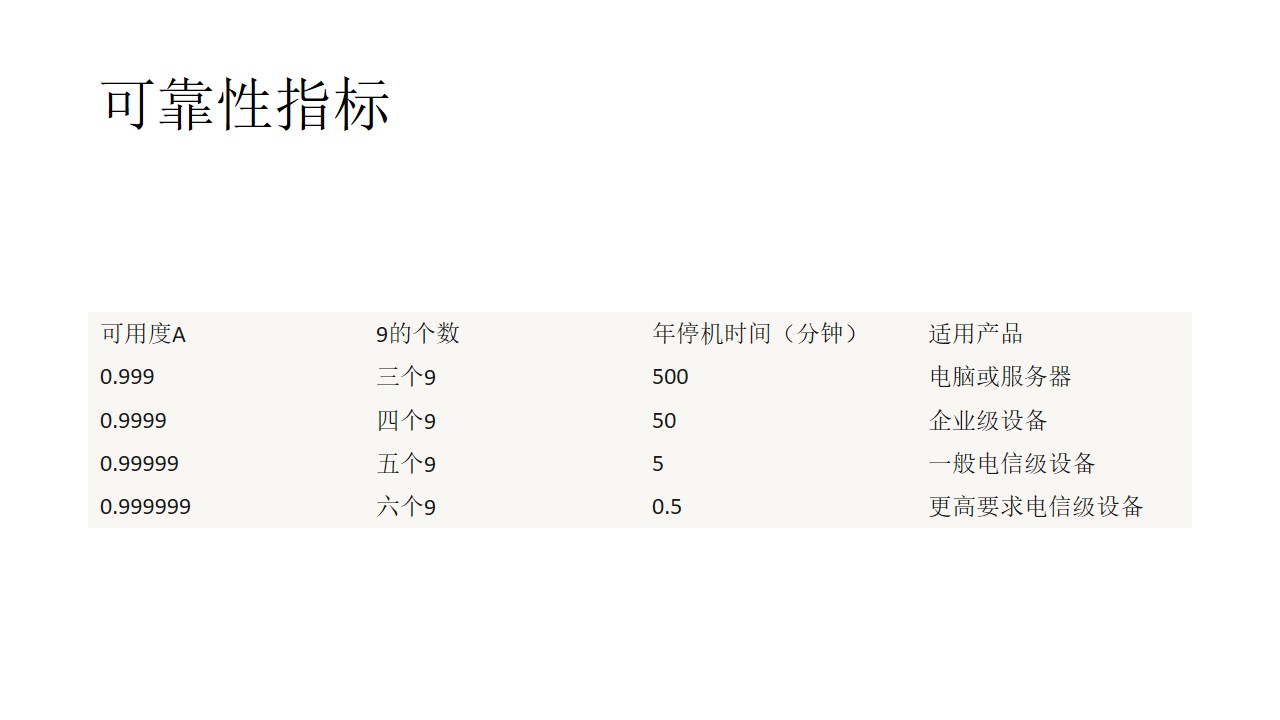 可靠性指标
可用度A 9的个数 年停机时间（分钟） 适用产品
0.999 三个9 500 电脑或服务器
0.9999 四个9 50 企业级设备
0.99999 五个9 5 一般电信级设备
0.999999 六个9 0.5 更高要求电信级设备